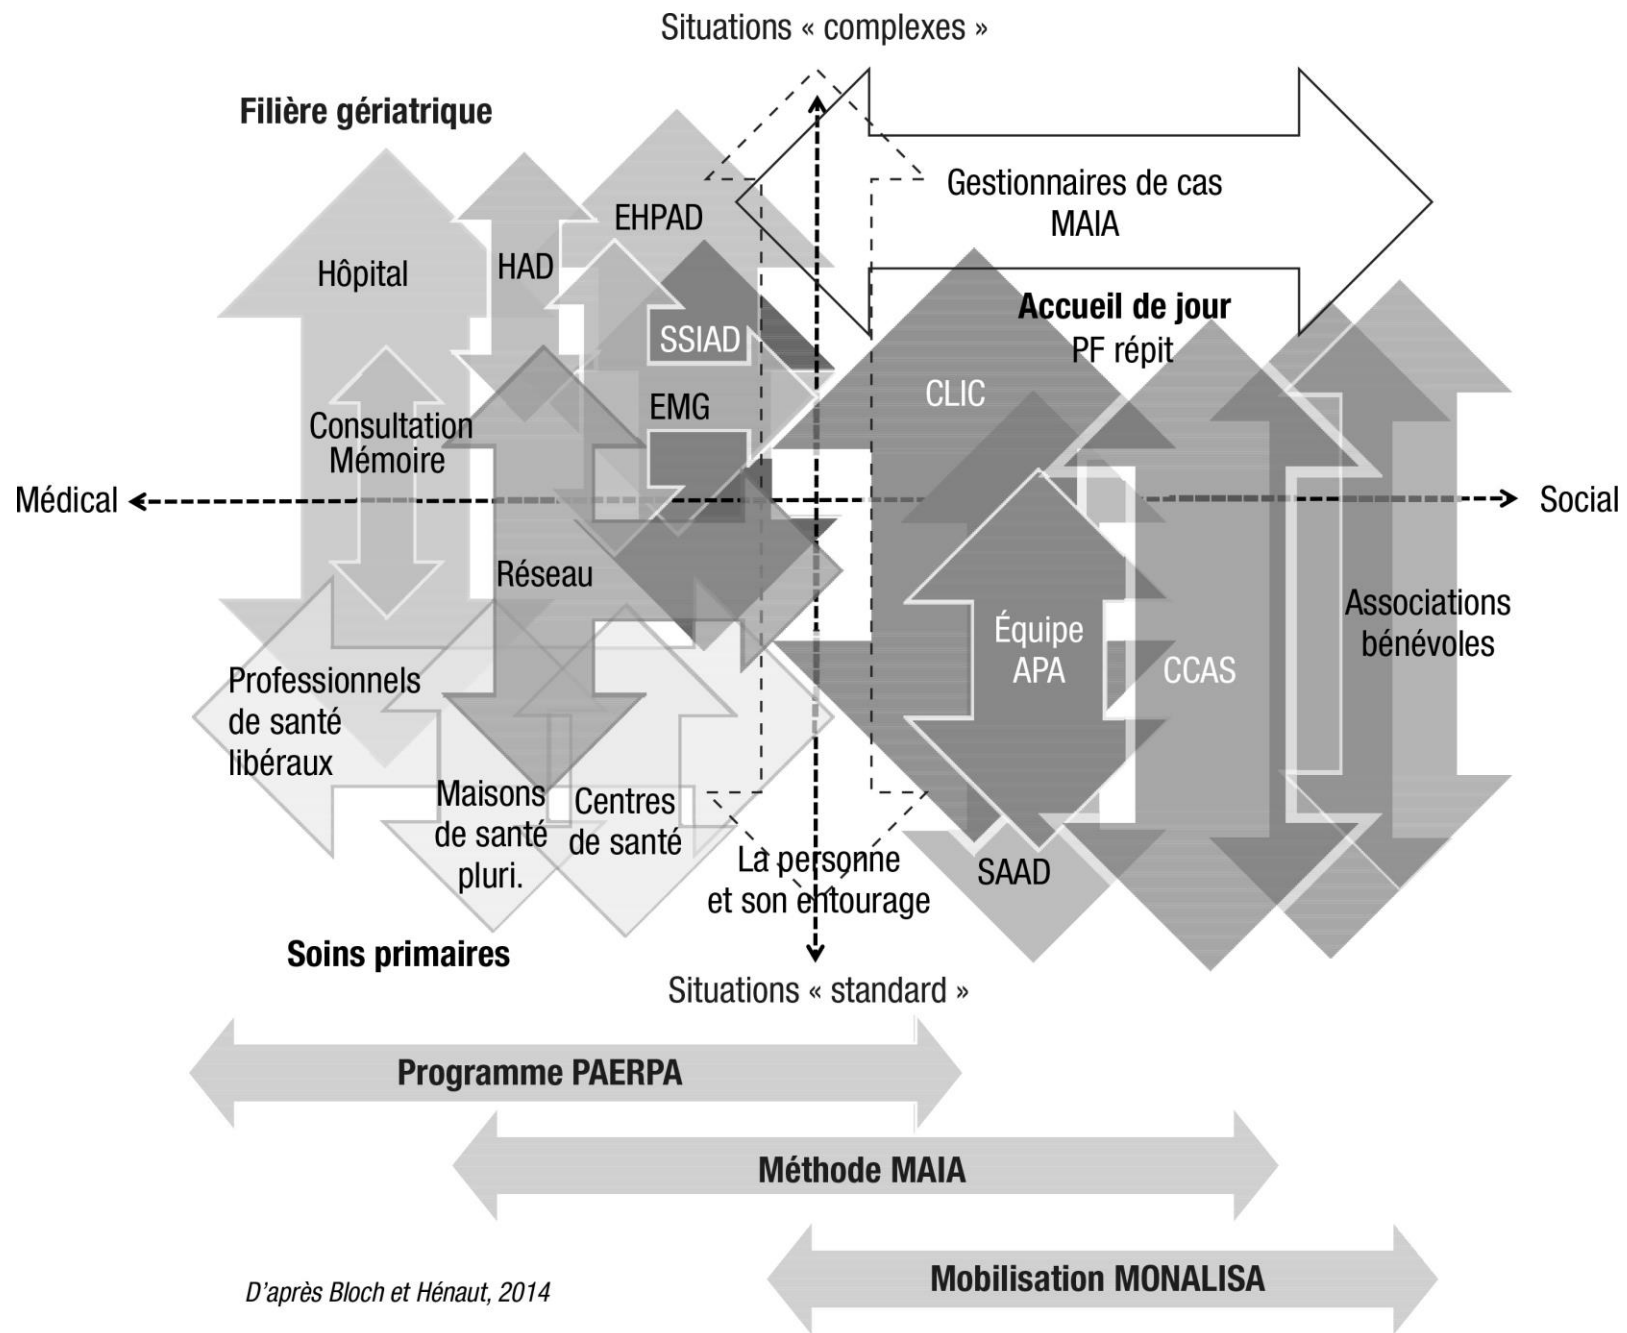 Situations « complexes »
Filière gériatrique
Gestionnaires de cas
MAIA
EHPAD
Hôpital
HAD
Accueil de jour
PF répit
SSIAD
CLIC
EMG
Consultation
Mémoire
Médical
Social
Réseau
Associations
bénévoles
Équipe
APA
CCAS
Professionnels
de santé
libéraux
Maisons
de santé
pluri.
Centres
de santé
La personne
et son entourage
SAAD
Soins primaires
Situations « standard »
Programme PAERPA
Méthode MAIA
Mobilisation MONALISA
D'après Bloch et Hénaut, 2014